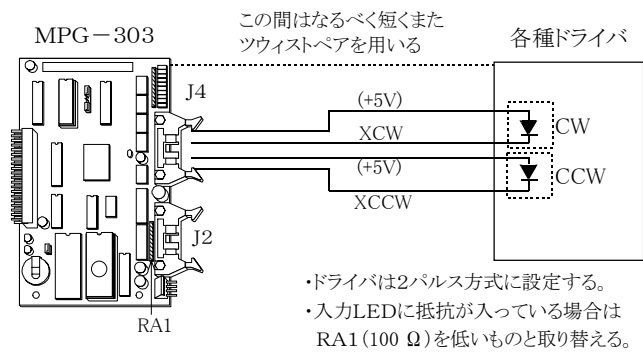 この間はなるべく短くまた
ツウィストペアを用いる
MPG－303
各種ドライバ
J4
(+5V)
XCW
CW
(+5V)
CCW
XCCW
J2
RA1
・ドライバは2パルス方式に設定する。
・入力LEDに抵抗が入っている場合は
RA1(100 Ω)を低いものと取り替える。